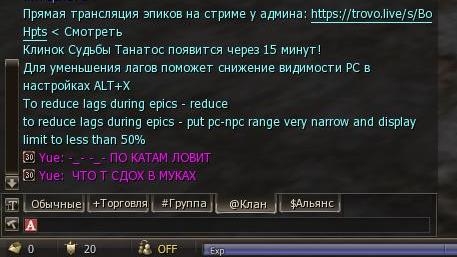 Прямая трансляция эпиков на стриме у админа: https://trovo.live/s/Bo
Hpts < Смотреть
Клинок Судьбы Танатос появится через 15 минут!
Для уменьшения лагов поможет снижение видимости PC в
настройках ALT+X
To reduce lags during epics - reduce
to reduce lags during epics - put pc-npc range very narrow and display
limit to less than 50%
30 Yue: -_- -_- ПО КАТАМ ЛОВИТ
30 Yue: ЧТО Т СДОХ В МУКАХ
Обычные +Торговля #Группа @Клан $Альянс
A
0 20 OFF Exp